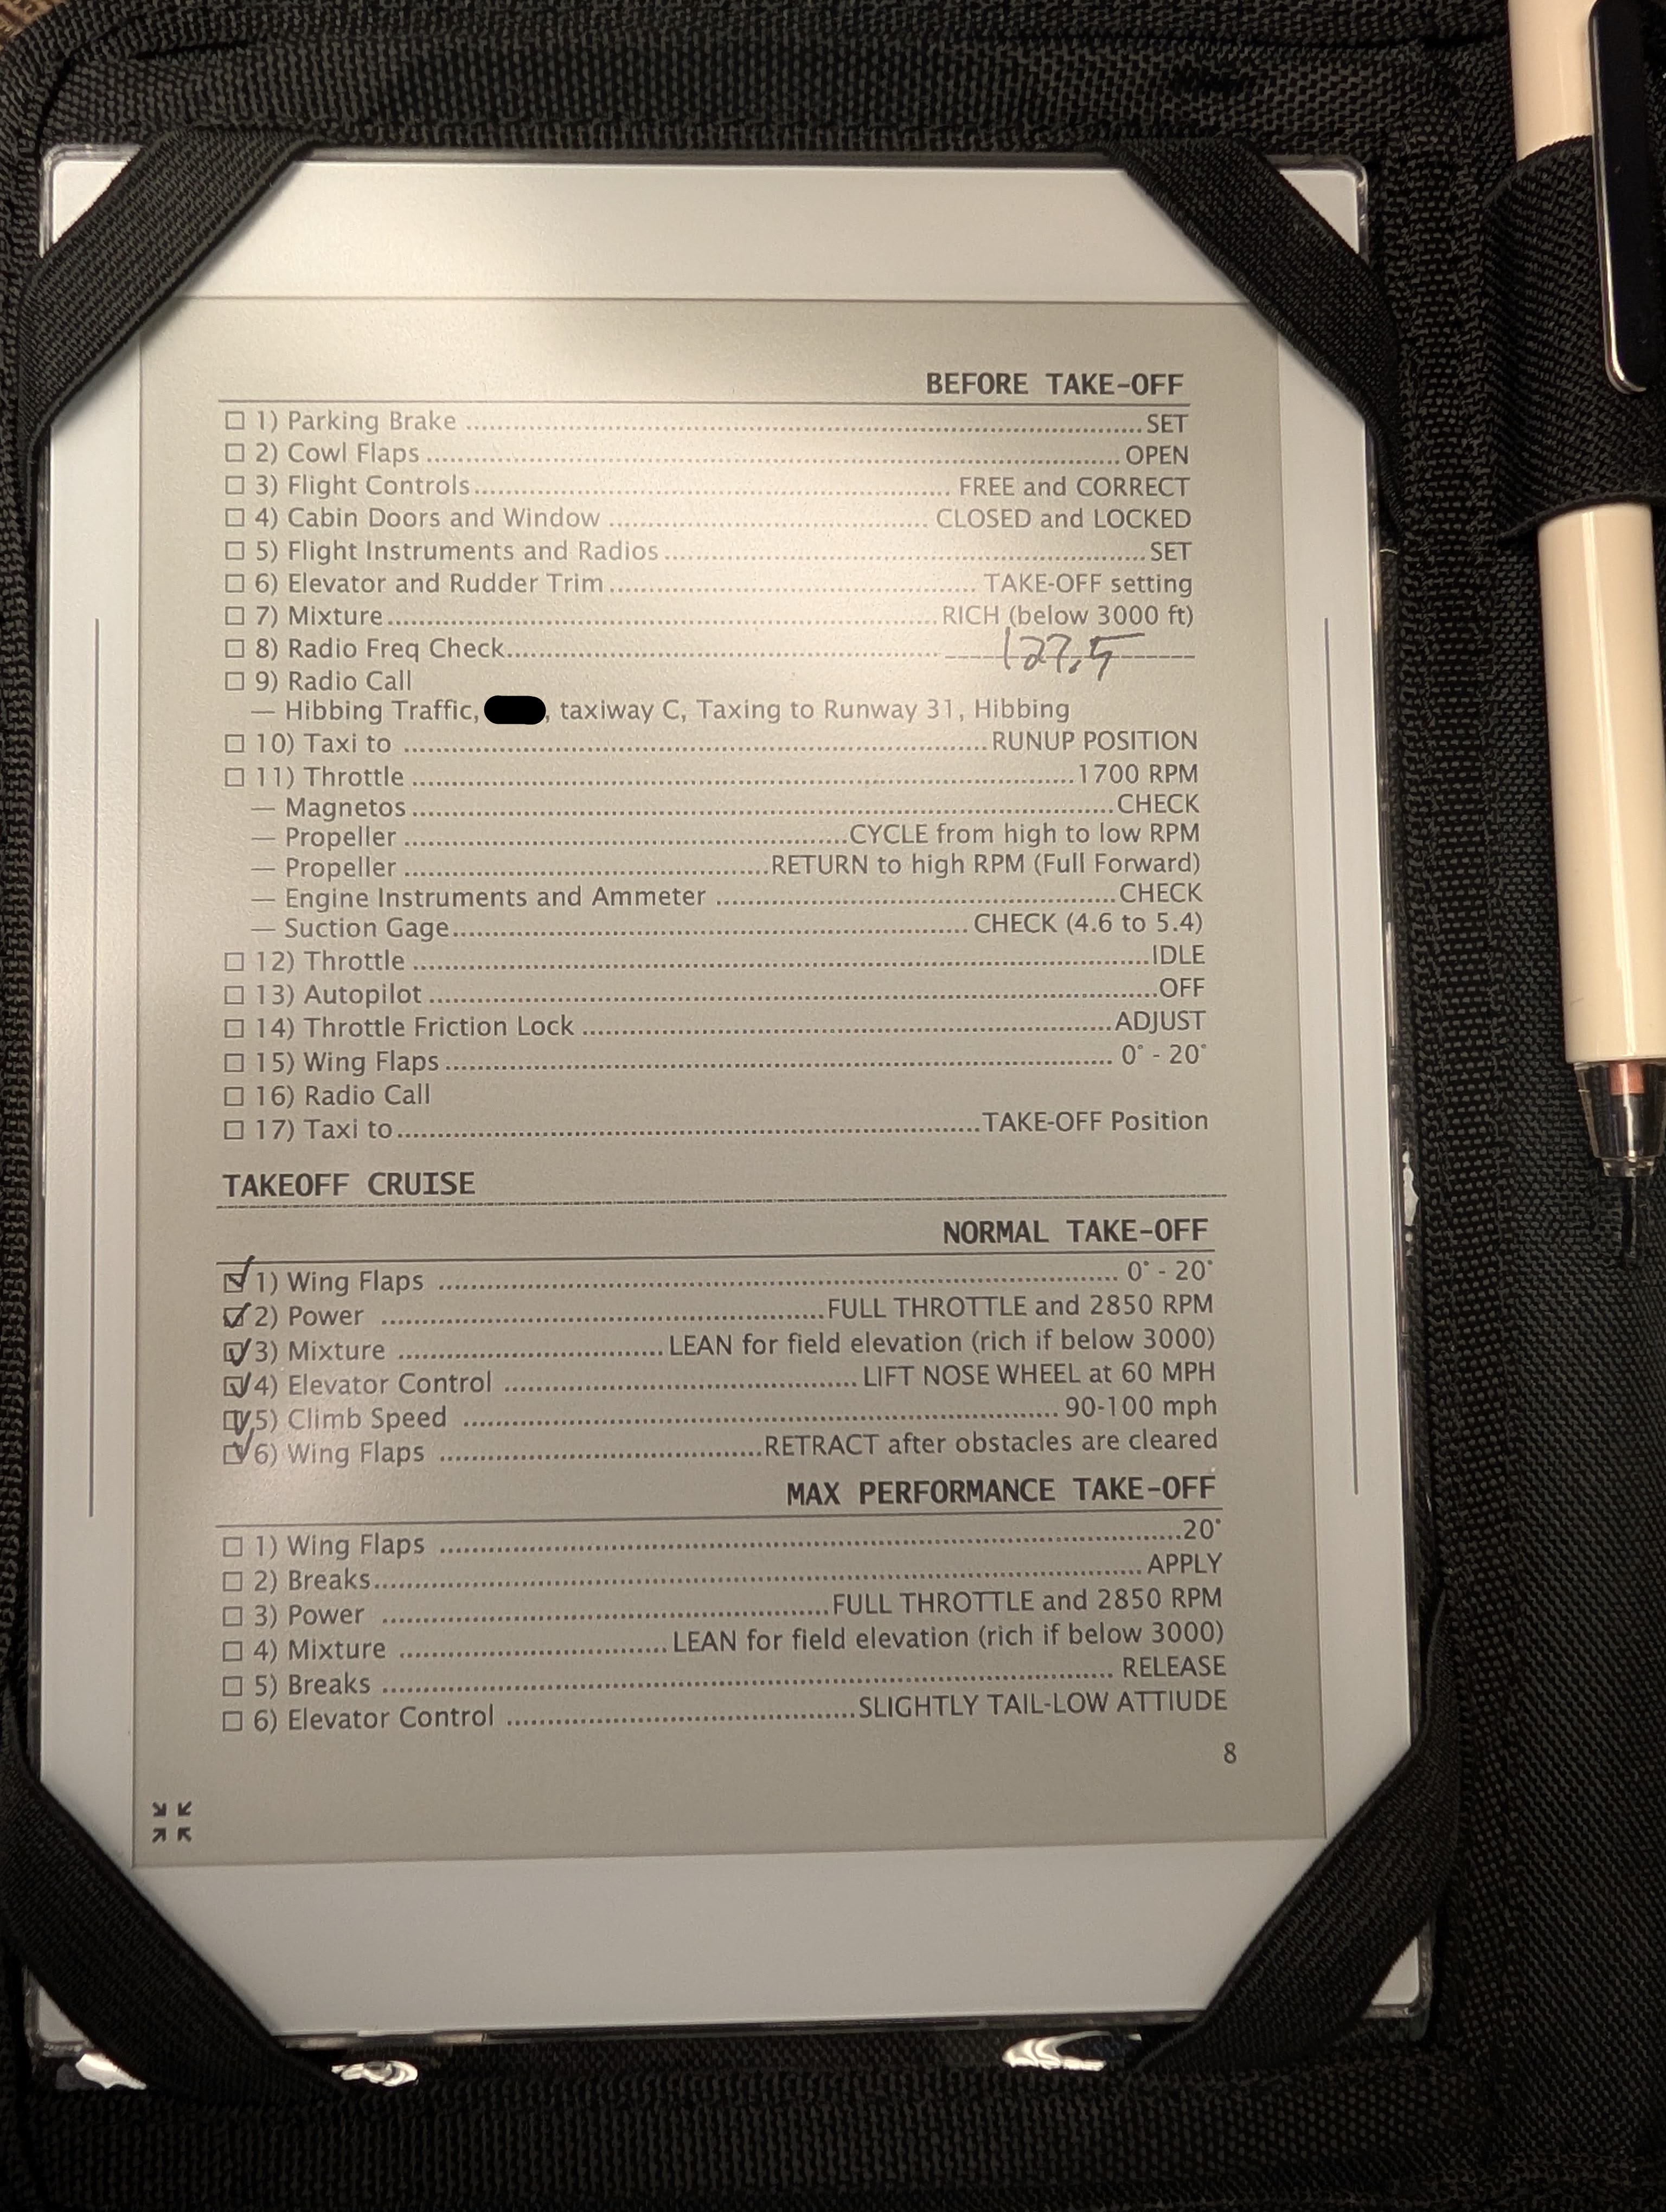 BEFORE TAKE-OFF
☐ 1) Parking Brake ........ SET
☐ 2) Cowl Flaps ........ OPEN
☐ 3) Flight Controls ........ FREE and CORRECT
☐ 4) Cabin Doors and Window ........ CLOSED and LOCKED
☐ 5) Flight Instruments and Radios ........ SET
☐ 6) Elevator and Rudder Trim ........ TAKE-OFF setting
☐ 7) Mixture ........ RICH (below 3000 ft)
☐ 8) Radio Freq Check ........ 127.5
☐ 9) Radio Call
— Hibbing Traffic, , taxiway C, Taxing to Runway 31, Hibbing
☐ 10) Taxi to ........ RUNUP POSITION
☐ 11) Throttle ........ 1700 RPM
— Magnetos ........ CHECK
— Propeller ........ CYCLE from high to low RPM
— Propeller ........ RETURN to high RPM (Full Forward)
— Engine Instruments and Ammeter ........ CHECK
— Suction Gage ........ CHECK (4.6 to 5.4)
☐ 12) Throttle ........ IDLE
☐ 13) Autopilot ........ OFF
☐ 14) Throttle Friction Lock ........ ADJUST
☐ 15) Wing Flaps ........ 0° - 20°
☐ 16) Radio Call
☐ 17) Taxi to ........ TAKE-OFF Position
TAKEOFF CRUISE
NORMAL TAKE-OFF
☑ 1) Wing Flaps ........ 0° - 20°
☑ 2) Power ........ FULL THROTTLE and 2850 RPM
☑ 3) Mixture ........ LEAN for field elevation (rich if below 3000)
☑ 4) Elevator Control ........ LIFT NOSE WHEEL at 60 MPH
☑ 5) Climb Speed ........ 90-100 mph
☑ 6) Wing Flaps ........ RETRACT after obstacles are cleared
MAX PERFORMANCE TAKE-OFF
☐ 1) Wing Flaps ........ 20°
☐ 2) Breaks ........ APPLY
☐ 3) Power ........ FULL THROTTLE and 2850 RPM
☐ 4) Mixture ........ LEAN for field elevation (rich if below 3000)
☐ 5) Breaks ........ RELEASE
☐ 6) Elevator Control ........ SLIGHTLY TAIL-LOW ATTIUDE
8